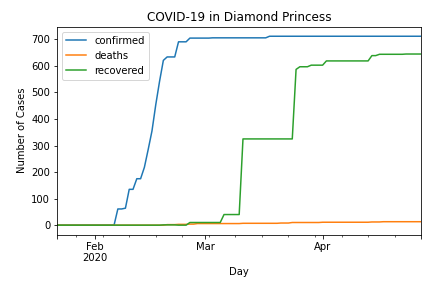 COVID-19 in Diamond Princess
confirmed
deaths
recovered
Number of Cases
700
600
500
400
300
200
100
0
Feb
2020
Mar
Apr
Day